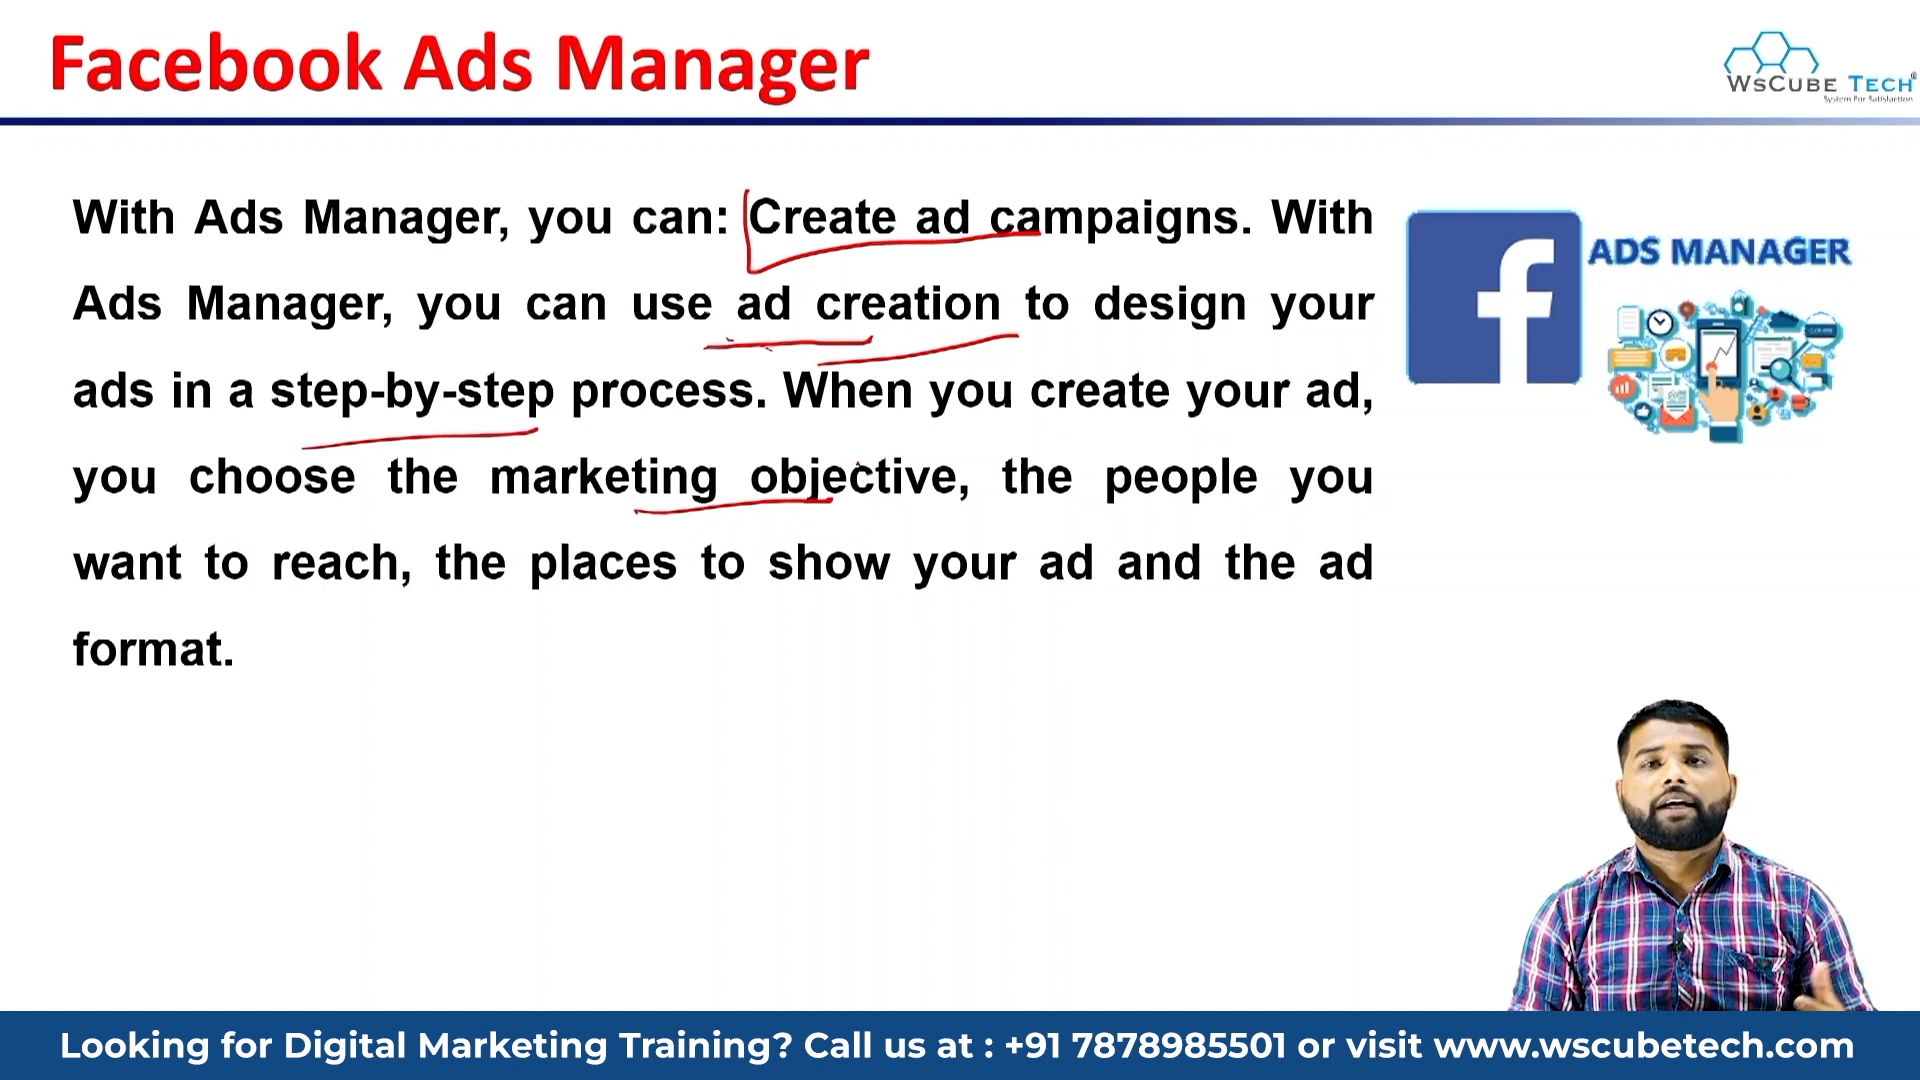 Facebook Ads Manager
WSCUBE TECH
System For Satisfaction
With Ads Manager, you can: Create ad campaigns. With
Ads Manager, you can use ad creation to design your
ads in a step-by-step process. When you create your ad,
you choose the marketing objective, the people you
want to reach, the places to show your ad and the ad
format.
f ADS MANAGER
Looking for Digital Marketing Training? Call us at : +91 7878985501 or visit www.wscubetech.com